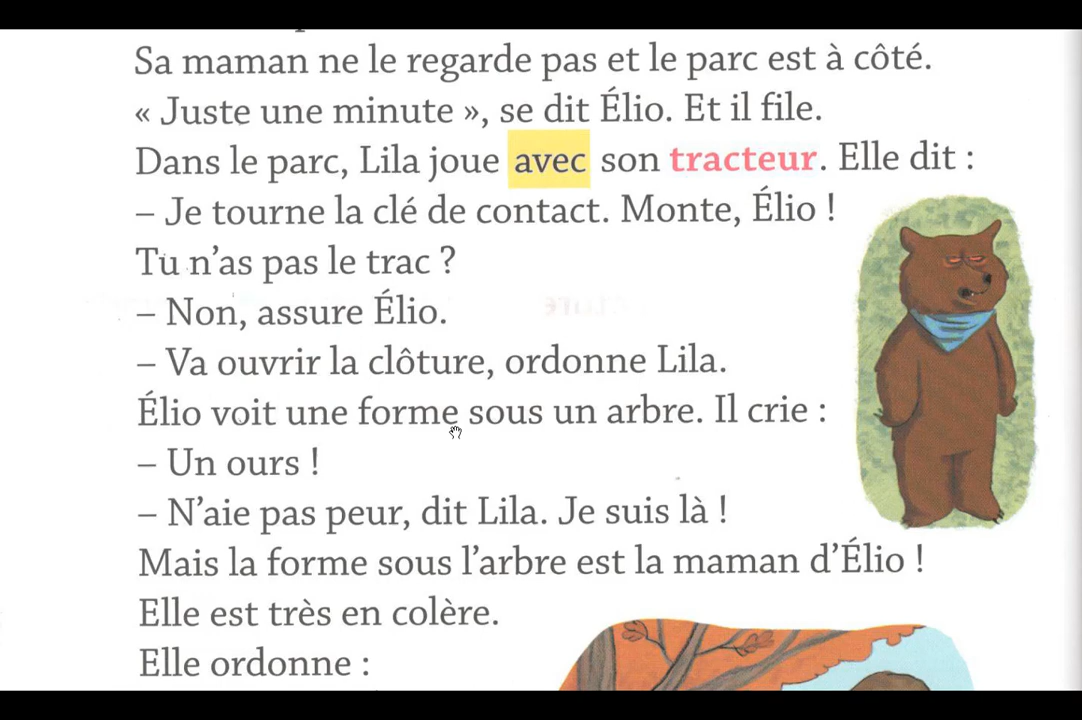 Sa maman ne le regarde pas et le parc est à côté.
« Juste une minute », se dit Élio. Et il file.
Dans le parc, Lila joue avec son tracteur. Elle dit :
– Je tourne la clé de contact. Monte, Élio !
Tu n'as pas le trac ?
– Non, assure Élio.
– Va ouvrir la clôture, ordonne Lila.
Élio voit une forme sous un arbre. Il crie :
– Un ours !
– N'aie pas peur, dit Lila. Je suis là !
Mais la forme sous l'arbre est la maman d'Élio !
Elle est très en colère.
Elle ordonne :